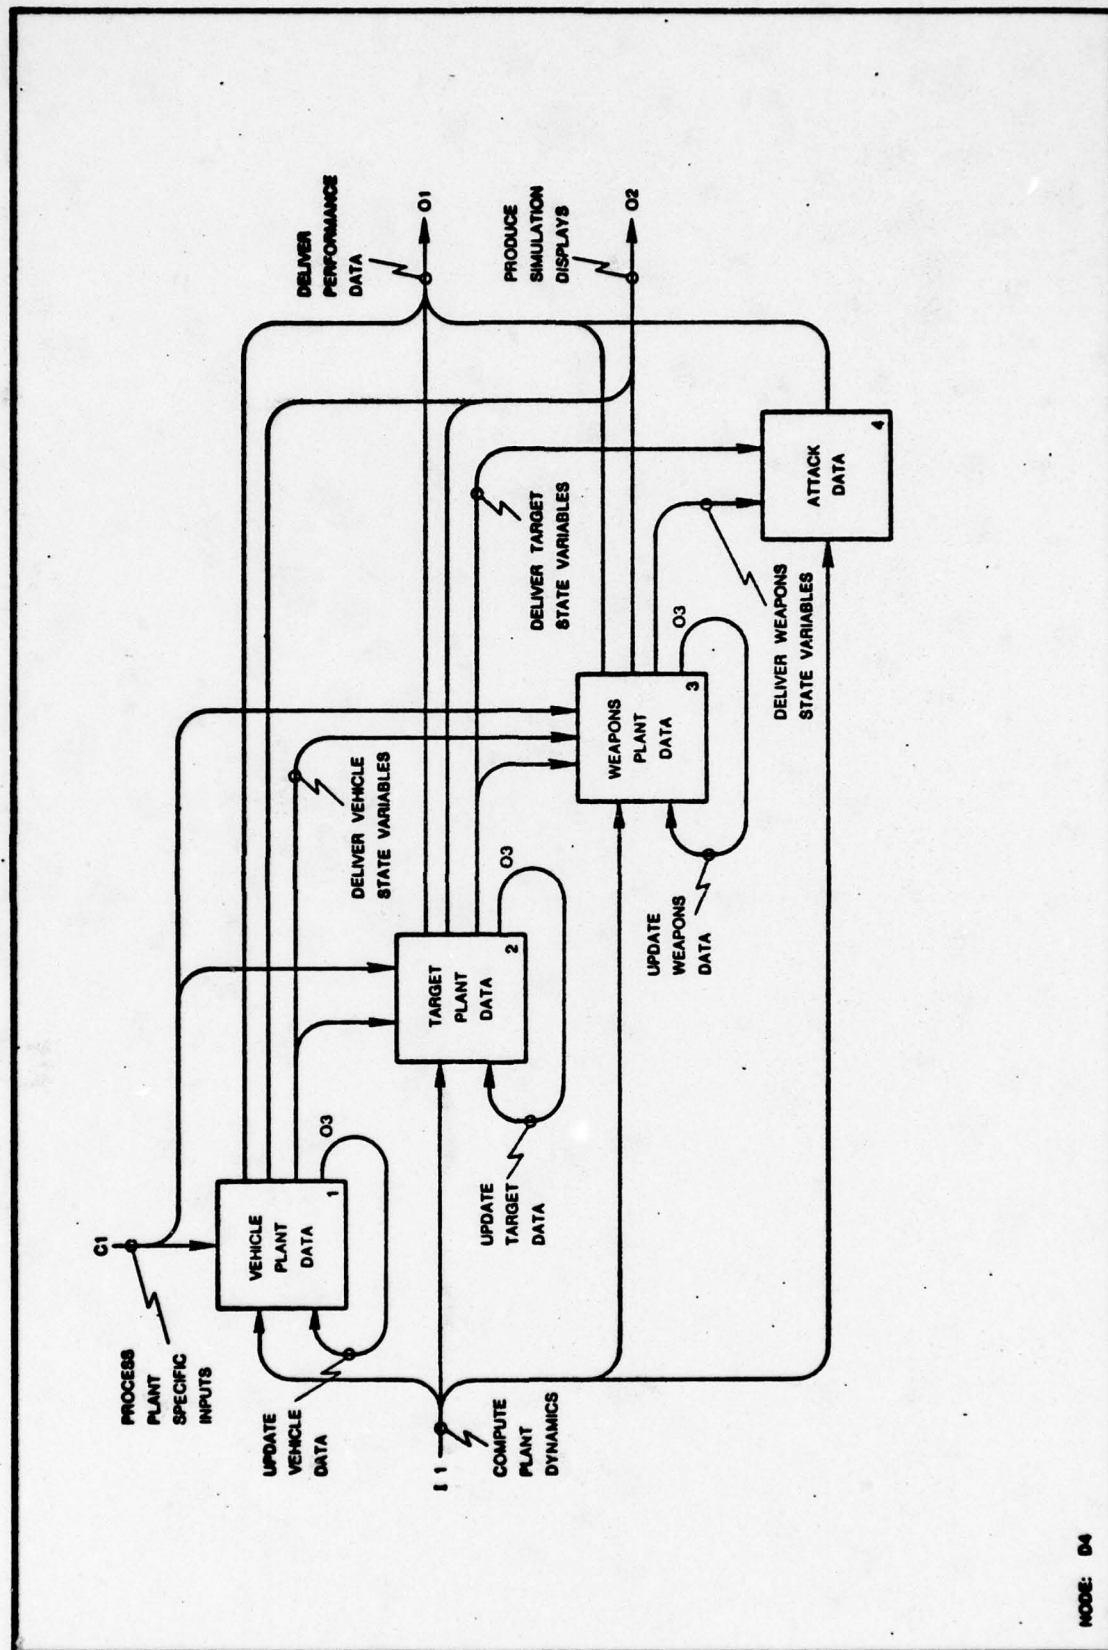 C1
PROCESS
PLANT
SPECIFIC
INPUTS
DELIVER
PERFORMANCE
DATA
O1
VEHICLE
PLANT
DATA
1
O3
UPDATE
VEHICLE
DATA
DELIVER VEHICLE
STATE VARIABLES
PRODUCE
SIMULATION
DISPLAYS
O2
I 1
COMPUTE
PLANT
DYNAMICS
TARGET
PLANT
DATA
2
O3
UPDATE
TARGET
DATA
DELIVER TARGET
STATE VARIABLES
WEAPONS
PLANT
DATA
3
O3
UPDATE
WEAPONS
DATA
DELIVER WEAPONS
STATE VARIABLES
ATTACK
DATA
4
NODE: D4